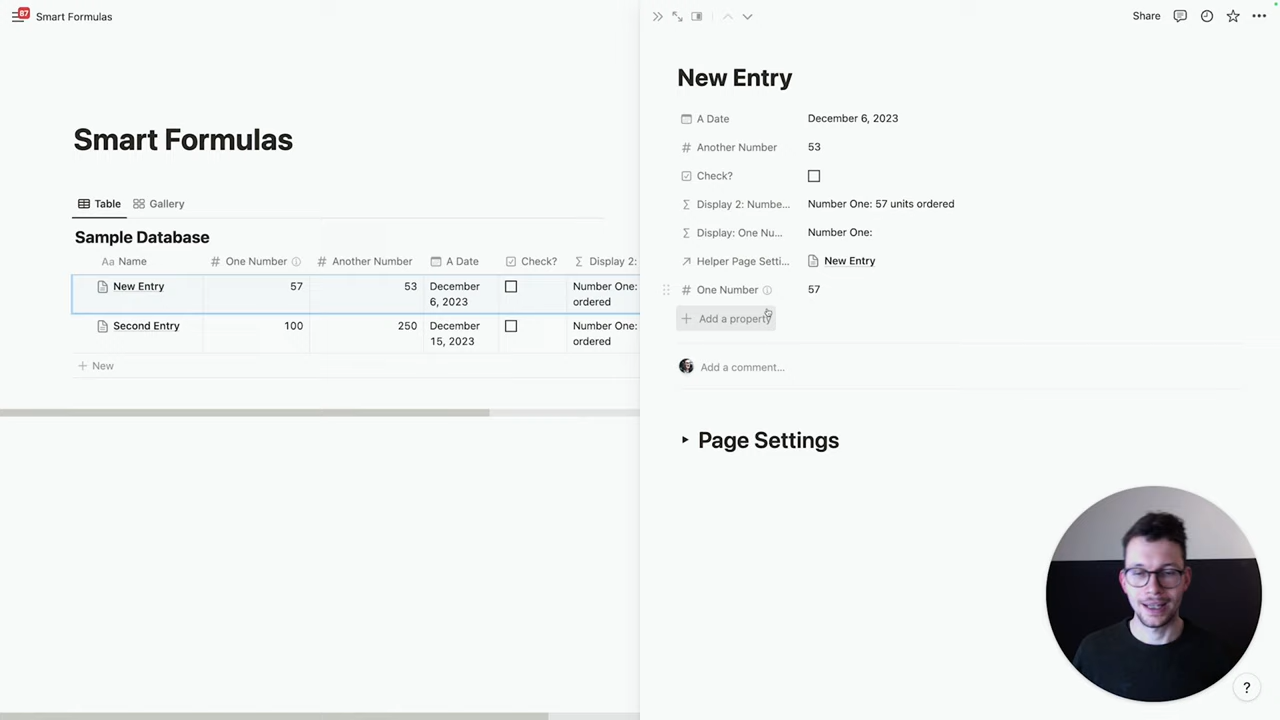 87
Smart Formulas
Share
Smart Formulas
Table
Gallery
Sample Database
Aa Name
# One Number
# Another Number
A Date
Check?
Σ Display 2:
New Entry
57
53
December
6, 2023
Number One:
ordered
Second Entry
100
250
December
15, 2023
Number One:
ordered
+ New
New Entry
A Date
December 6, 2023
# Another Number
53
Check?
Σ Display 2: Numbe...
Number One: 57 units ordered
Σ Display: One Nu...
Number One:
Helper Page Setti...
New Entry
# One Number
57
+ Add a property
Add a comment...
Page Settings
?